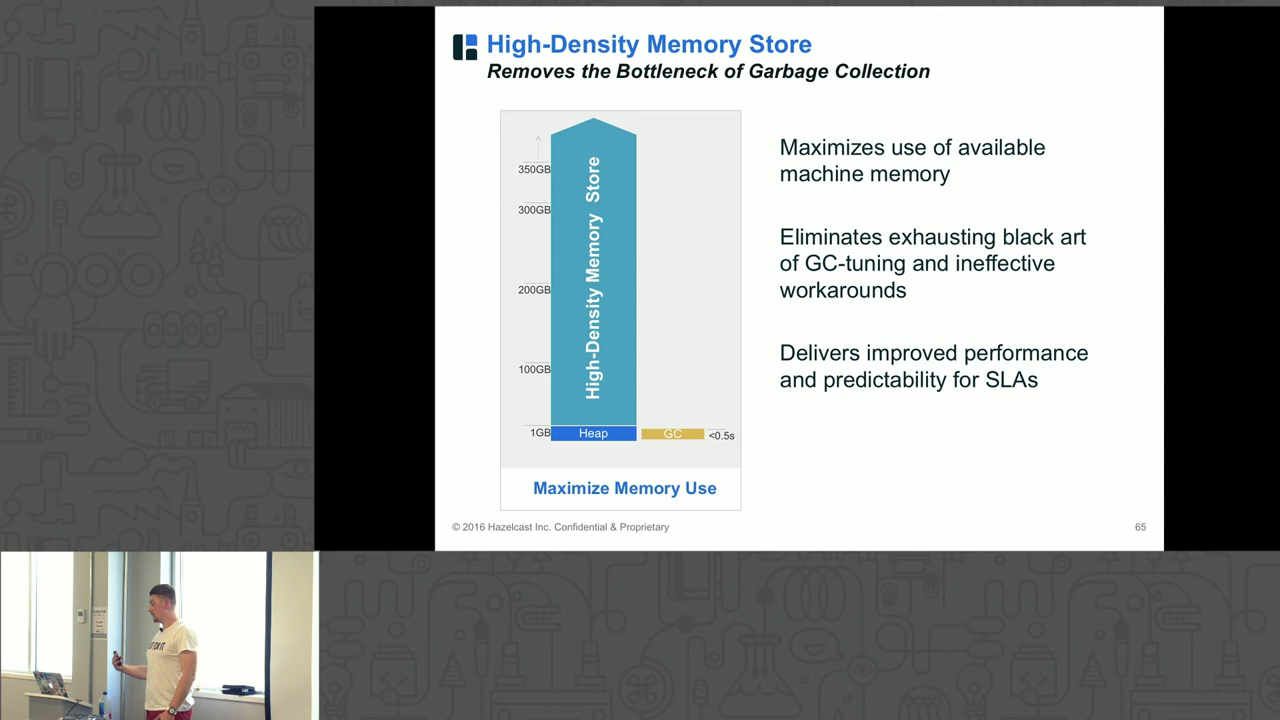 High-Density Memory Store
Removes the Bottleneck of Garbage Collection
350GB
300GB
200GB
100GB
1GB
High-Density Memory Store
Heap
GC
<0.5s
Maximize Memory Use
Maximizes use of available
machine memory
Eliminates exhausting black art
of GC-tuning and ineffective
workarounds
Delivers improved performance
and predictability for SLAs
© 2016 Hazelcast Inc. Confidential & Proprietary
65